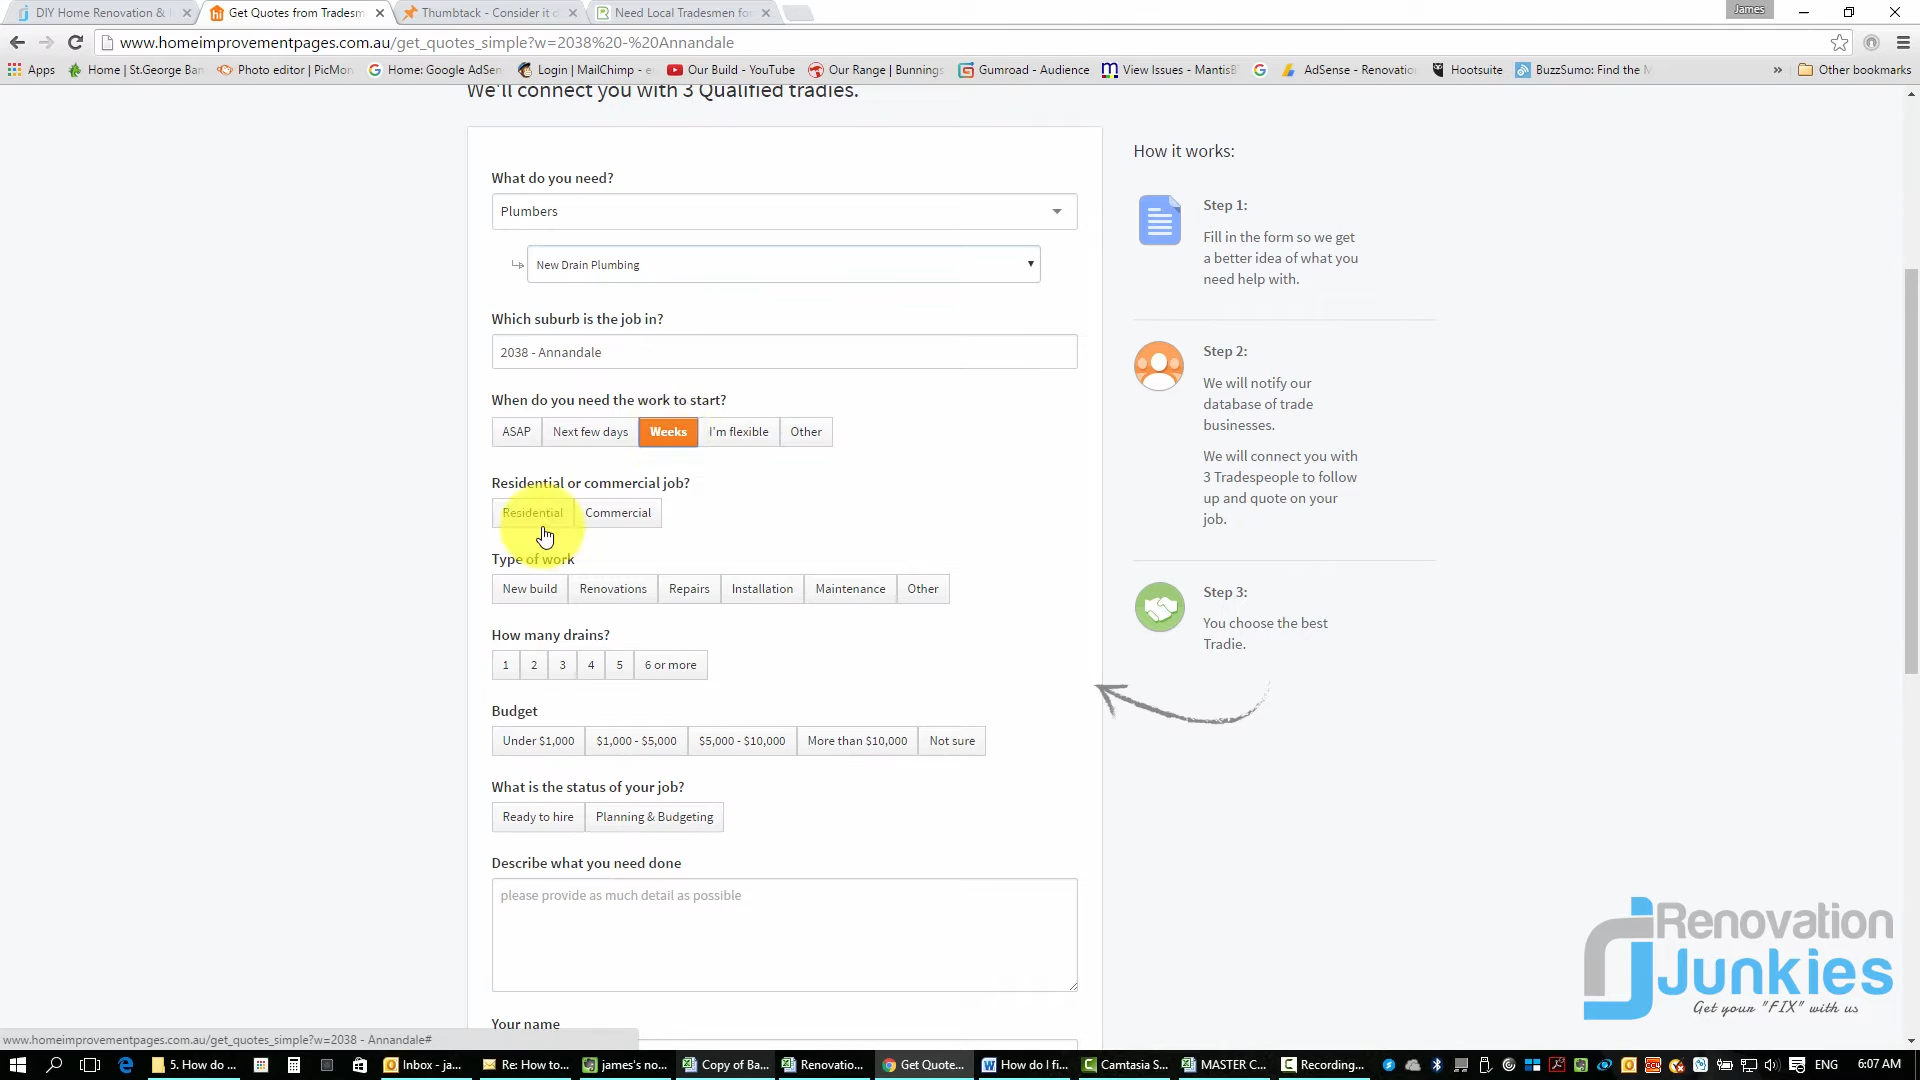 DIY Home Renovation &
Get Quotes from Tradesm
Thumbtack - Consider it d
Need Local Tradesmen fo
James
www.homeimprovementpages.com.au/get_quotes_simple?w=2038%20-%20Annandale
Apps
Home | St.George Ban
Photo editor | PicMon
Home: Google AdSen
Login | MailChimp - e
Our Build - YouTube
Our Range | Bunnings
Gumroad - Audience
View Issues - MantisB
AdSense - Renovatio
Hootsuite
BuzzSumo: Find the M
»
Other bookmarks
We'll connect you with 3 Qualified tradies.
What do you need?
Plumbers
New Drain Plumbing
Which suburb is the job in?
2038 - Annandale
When do you need the work to start?
ASAP Next few days Weeks I'm flexible Other
Residential or commercial job?
Residential Commercial
Type of work
New build Renovations Repairs Installation Maintenance Other
How many drains?
1 2 3 4 5 6 or more
Budget
Under $1,000 $1,000 - $5,000 $5,000 - $10,000 More than $10,000 Not sure
What is the status of your job?
Ready to hire Planning & Budgeting
Describe what you need done
please provide as much detail as possible
Your name
How it works:
Step 1:
Fill in the form so we get
a better idea of what you
need help with.
Step 2:
We will notify our
database of trade
businesses.
We will connect you with
3 Tradespeople to follow
up and quote on your
job.
Step 3:
You choose the best
Tradie.
Renovation
Junkies
Get your "FIX" with us
www.homeimprovementpages.com.au/get_quotes_simple?w=2038 - Annandale#
5. How do ...
Inbox - ja...
Re: How to...
james's no...
Copy of Ba...
Renovatio...
Get Quote...
How do I fi...
Camtasia S...
MASTER C...
Recording...
ENG
6:07 AM